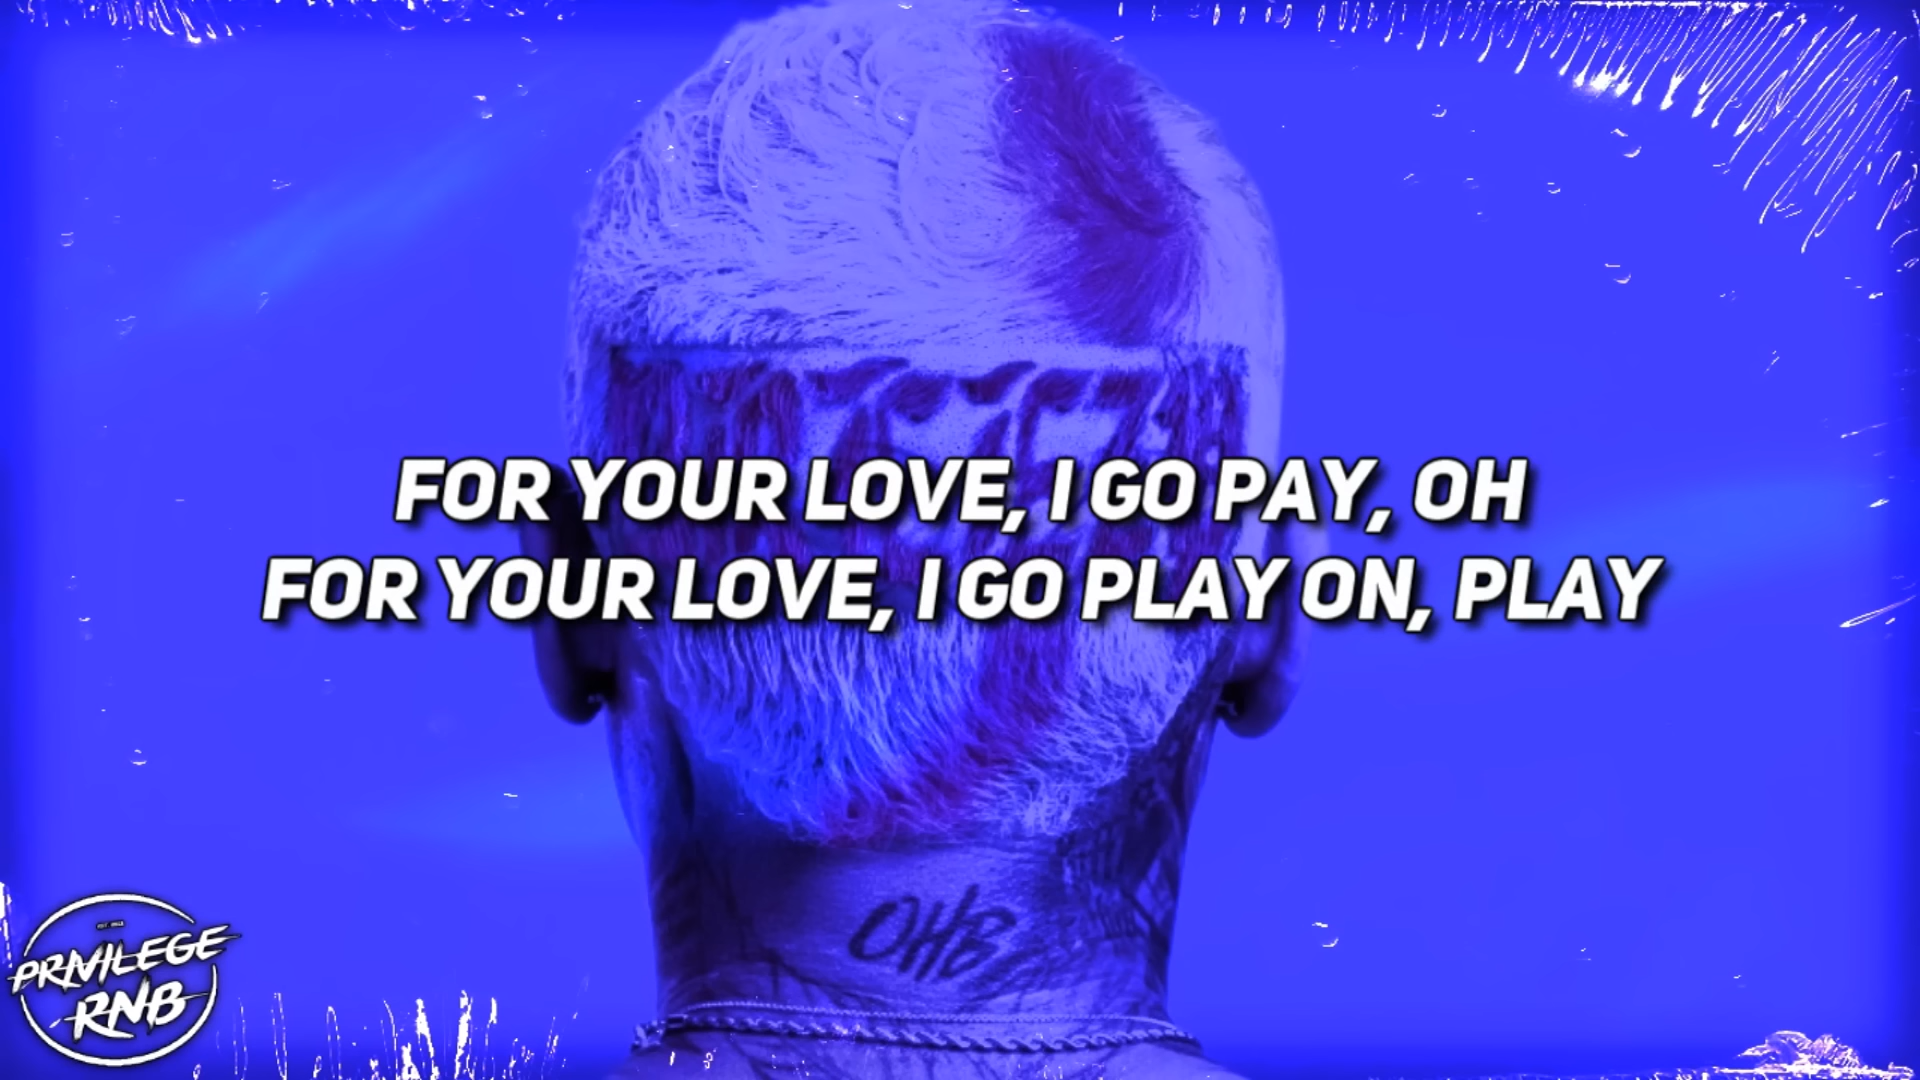 FOR YOUR LOVE, I GO PAY, OH
FOR YOUR LOVE, I GO PLAY ON, PLAY
OHB
PRIVILEGE
RNB